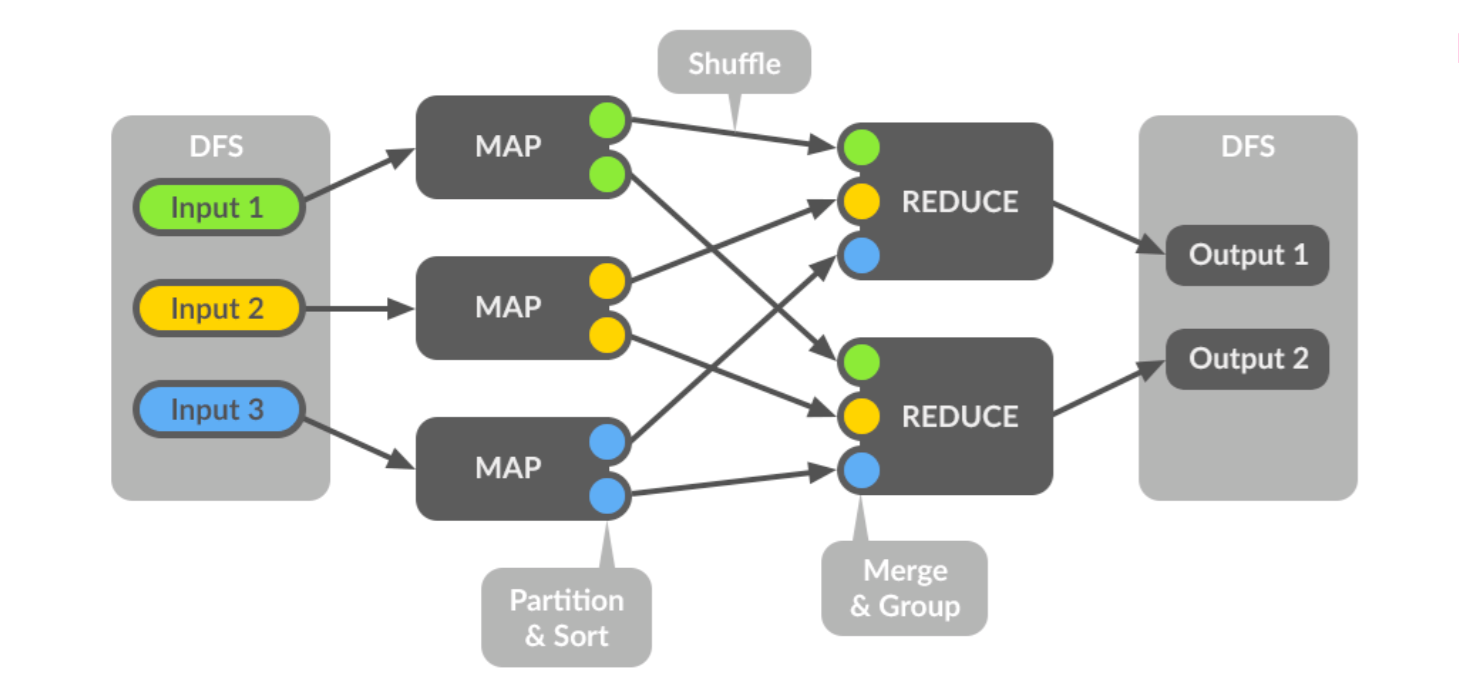 Shuffle
DFS
Input 1
Input 2
Input 3
MAP
MAP
MAP
REDUCE
REDUCE
DFS
Output 1
Output 2
Partition
& Sort
Merge
& Group